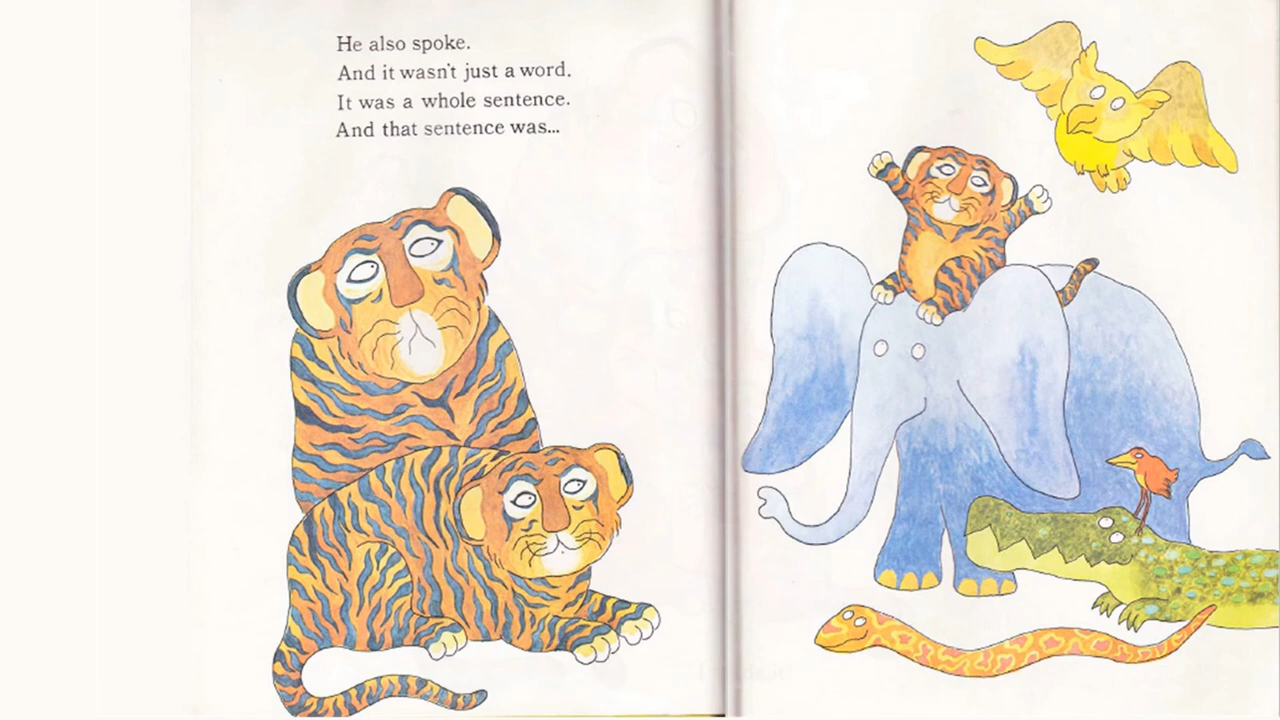 He also spoke.
And it wasn't just a word.
It was a whole sentence.
And that sentence was...